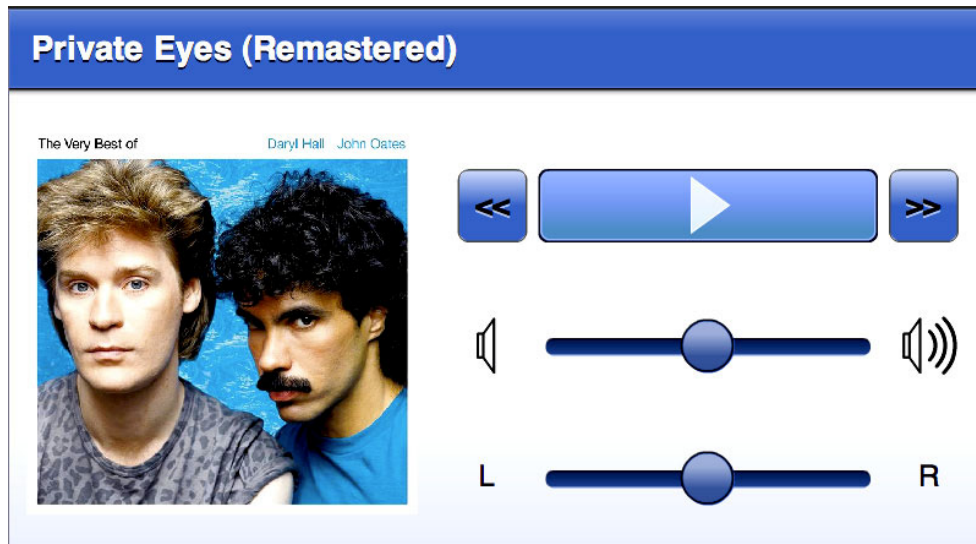 Private Eyes (Remastered)
The Very Best of Daryl Hall John Oates
<< >>
L R